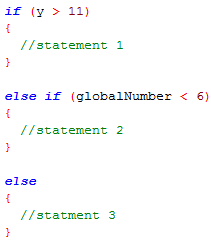 if (y > 11)
{
//statement 1
}
else if (globalNumber < 6)
{
//statement 2
}
else
{
//statment 3
}